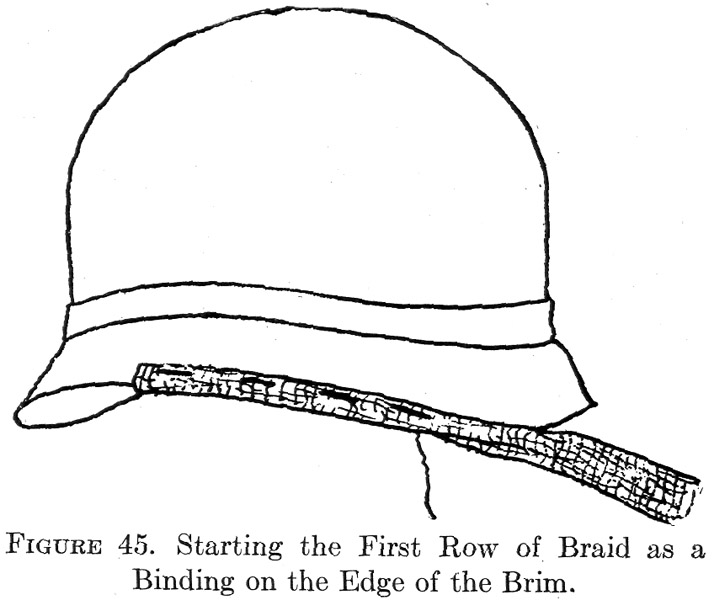 FIGURE 45. Starting the First Row of Braid as a
Binding on the Edge of the Brim.